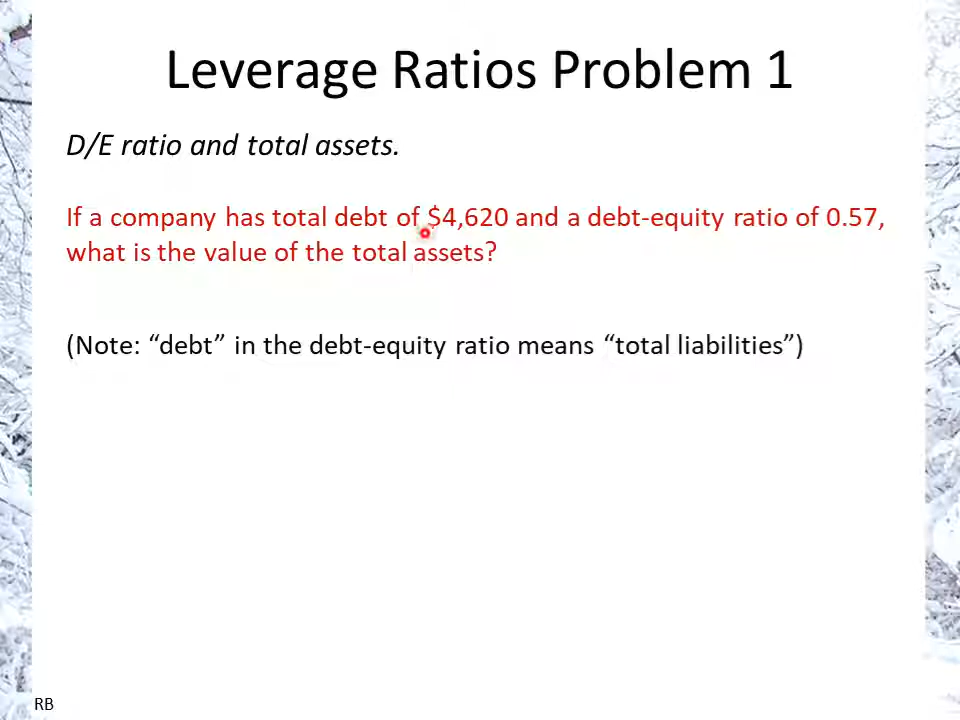 Leverage Ratios Problem 1
D/E ratio and total assets.
If a company has total debt of $4,620 and a debt-equity ratio of 0.57,
what is the value of the total assets?
(Note: “debt” in the debt-equity ratio means “total liabilities”)
RB